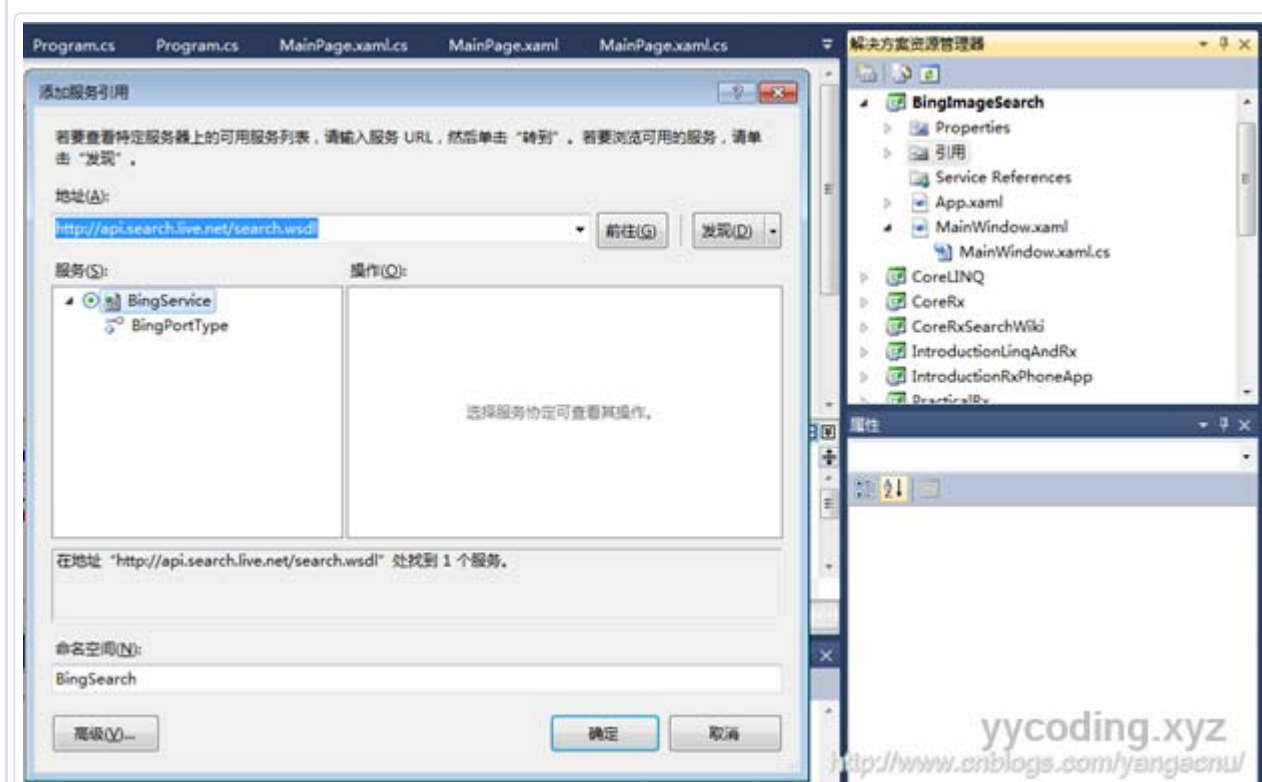 Program.cs Program.cs MainPage.xaml.cs MainPage.xaml MainPage.xaml.cs
添加服务引用
若要查看特定服务器上的可用服务列表，请输入服务 URL，然后单击“转到”。若要浏览可用的服务，请单
击“发现”。
地址(A):
http://api.search.live.net/search.wsdl
前往(G)
发现(D)
服务(S):
操作(O):
BingService
BingPortType
选择服务协定可查看其操作。
在地址“http://api.search.live.net/search.wsdl”处找到 1 个服务。
命名空间(N):
BingSearch
高级(V)...
确定
取消
解决方案资源管理器
BingImageSearch
Properties
引用
Service References
App.xaml
MainWindow.xaml
MainWindow.xaml.cs
CoreLINQ
CoreRx
CoreRxSearchWiki
IntroductionLinqAndRx
IntroductionRxPhoneApp
PracticalRx
属性
yycoding.xyz
http://www.cnblogs.com/yangecnu/